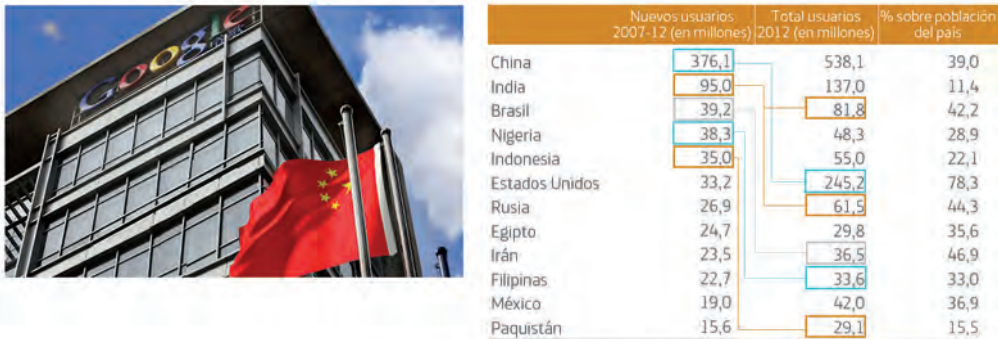 Google
Nuevos usuarios Total usuarios % sobre población
2007-12 (en millones) 2012 (en millones) del país
China 376,1 538,1 39,0
India 95,0 137,0 11,4
Brasil 39,2 81,8 42,2
Nigeria 38,3 48,3 28,9
Indonesia 35,0 55,0 22,1
Estados Unidos 33,2 245,2 78,3
Rusia 26,9 61,5 44,3
Egipto 24,7 29,8 35,6
Irán 23,5 36,5 46,9
Filipinas 22,7 33,6 33,0
México 19,0 42,0 36,9
Paquistán 15,6 29,1 15,5